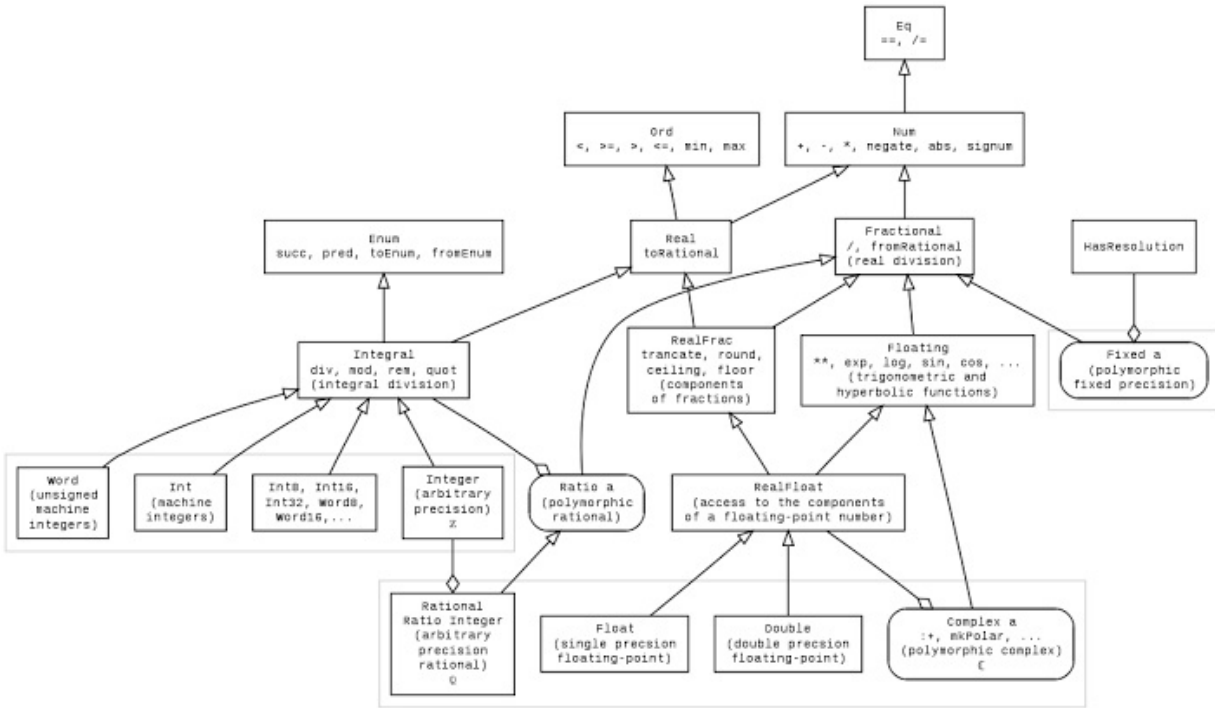 Eq
==, /=
Ord
<, >=, >, <=, min, max
Num
+, -, *, negate, abs, signum
Enum
succ, pred, toEnum, fromEnum
Real
toRational
Fractional
/, fromRational
(real division)
HasResolution
Integral
div, mod, rem, quot
(integral division)
RealFrac
trancate, round,
ceiling, floor
(components
of fractions)
Floating
**, exp, log, sin, cos, ...
(trigonometric and
hyperbolic functions)
Fixed a
(polymorphic
fixed precision)
Word
(unsigned
machine
integers)
Int
(machine
integers)
Int8, Int16,
Int32, Word8,
Word16,...
Integer
(arbitrary
precision)
ℤ
Ratio a
(polymorphic
rational)
RealFloat
(access to the components
of a floating-point number)
Rational
Ratio Integer
(arbitrary
precision
rational)
ℚ
Float
(single precsion
floating-point)
Double
(double precsion
floating-point)
Complex a
:+, mkPolar, ...
(polymorphic complex)
ℂ